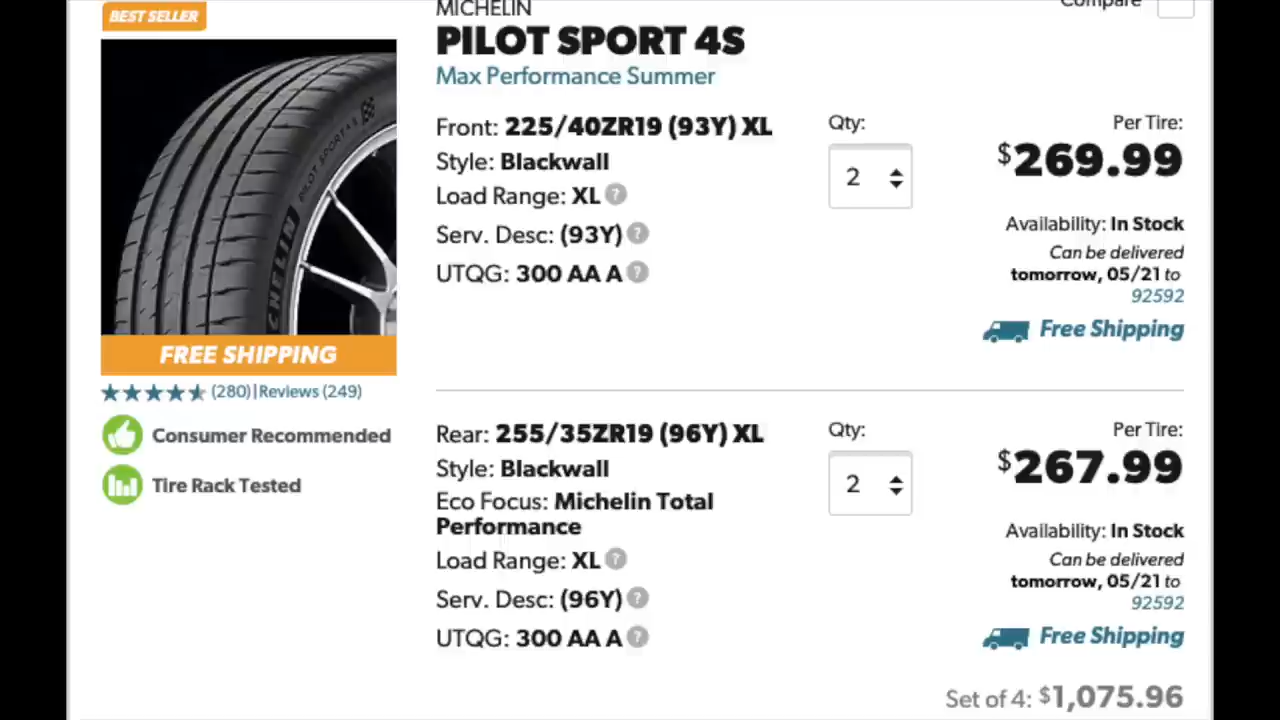 BEST SELLER
MICHELIN
Compare
PILOT SPORT 4S
Max Performance Summer
Front: 225/40ZR19 (93Y) XL
Style: Blackwall
Load Range: XL ?
Serv. Desc: (93Y) ?
UTQG: 300 AA A ?
Qty:
2
Per Tire:
$269.99
Availability: In Stock
Can be delivered
tomorrow, 05/21 to
92592
Free Shipping
PILOT SPORT 4S
CHELIN
FREE SHIPPING
(280)|Reviews (249)
Consumer Recommended
Tire Rack Tested
Rear: 255/35ZR19 (96Y) XL
Style: Blackwall
Eco Focus: Michelin Total
Performance
Load Range: XL ?
Serv. Desc: (96Y) ?
UTQG: 300 AA A ?
Qty:
2
Per Tire:
$267.99
Availability: In Stock
Can be delivered
tomorrow, 05/21 to
92592
Free Shipping
Set of 4: $1,075.96